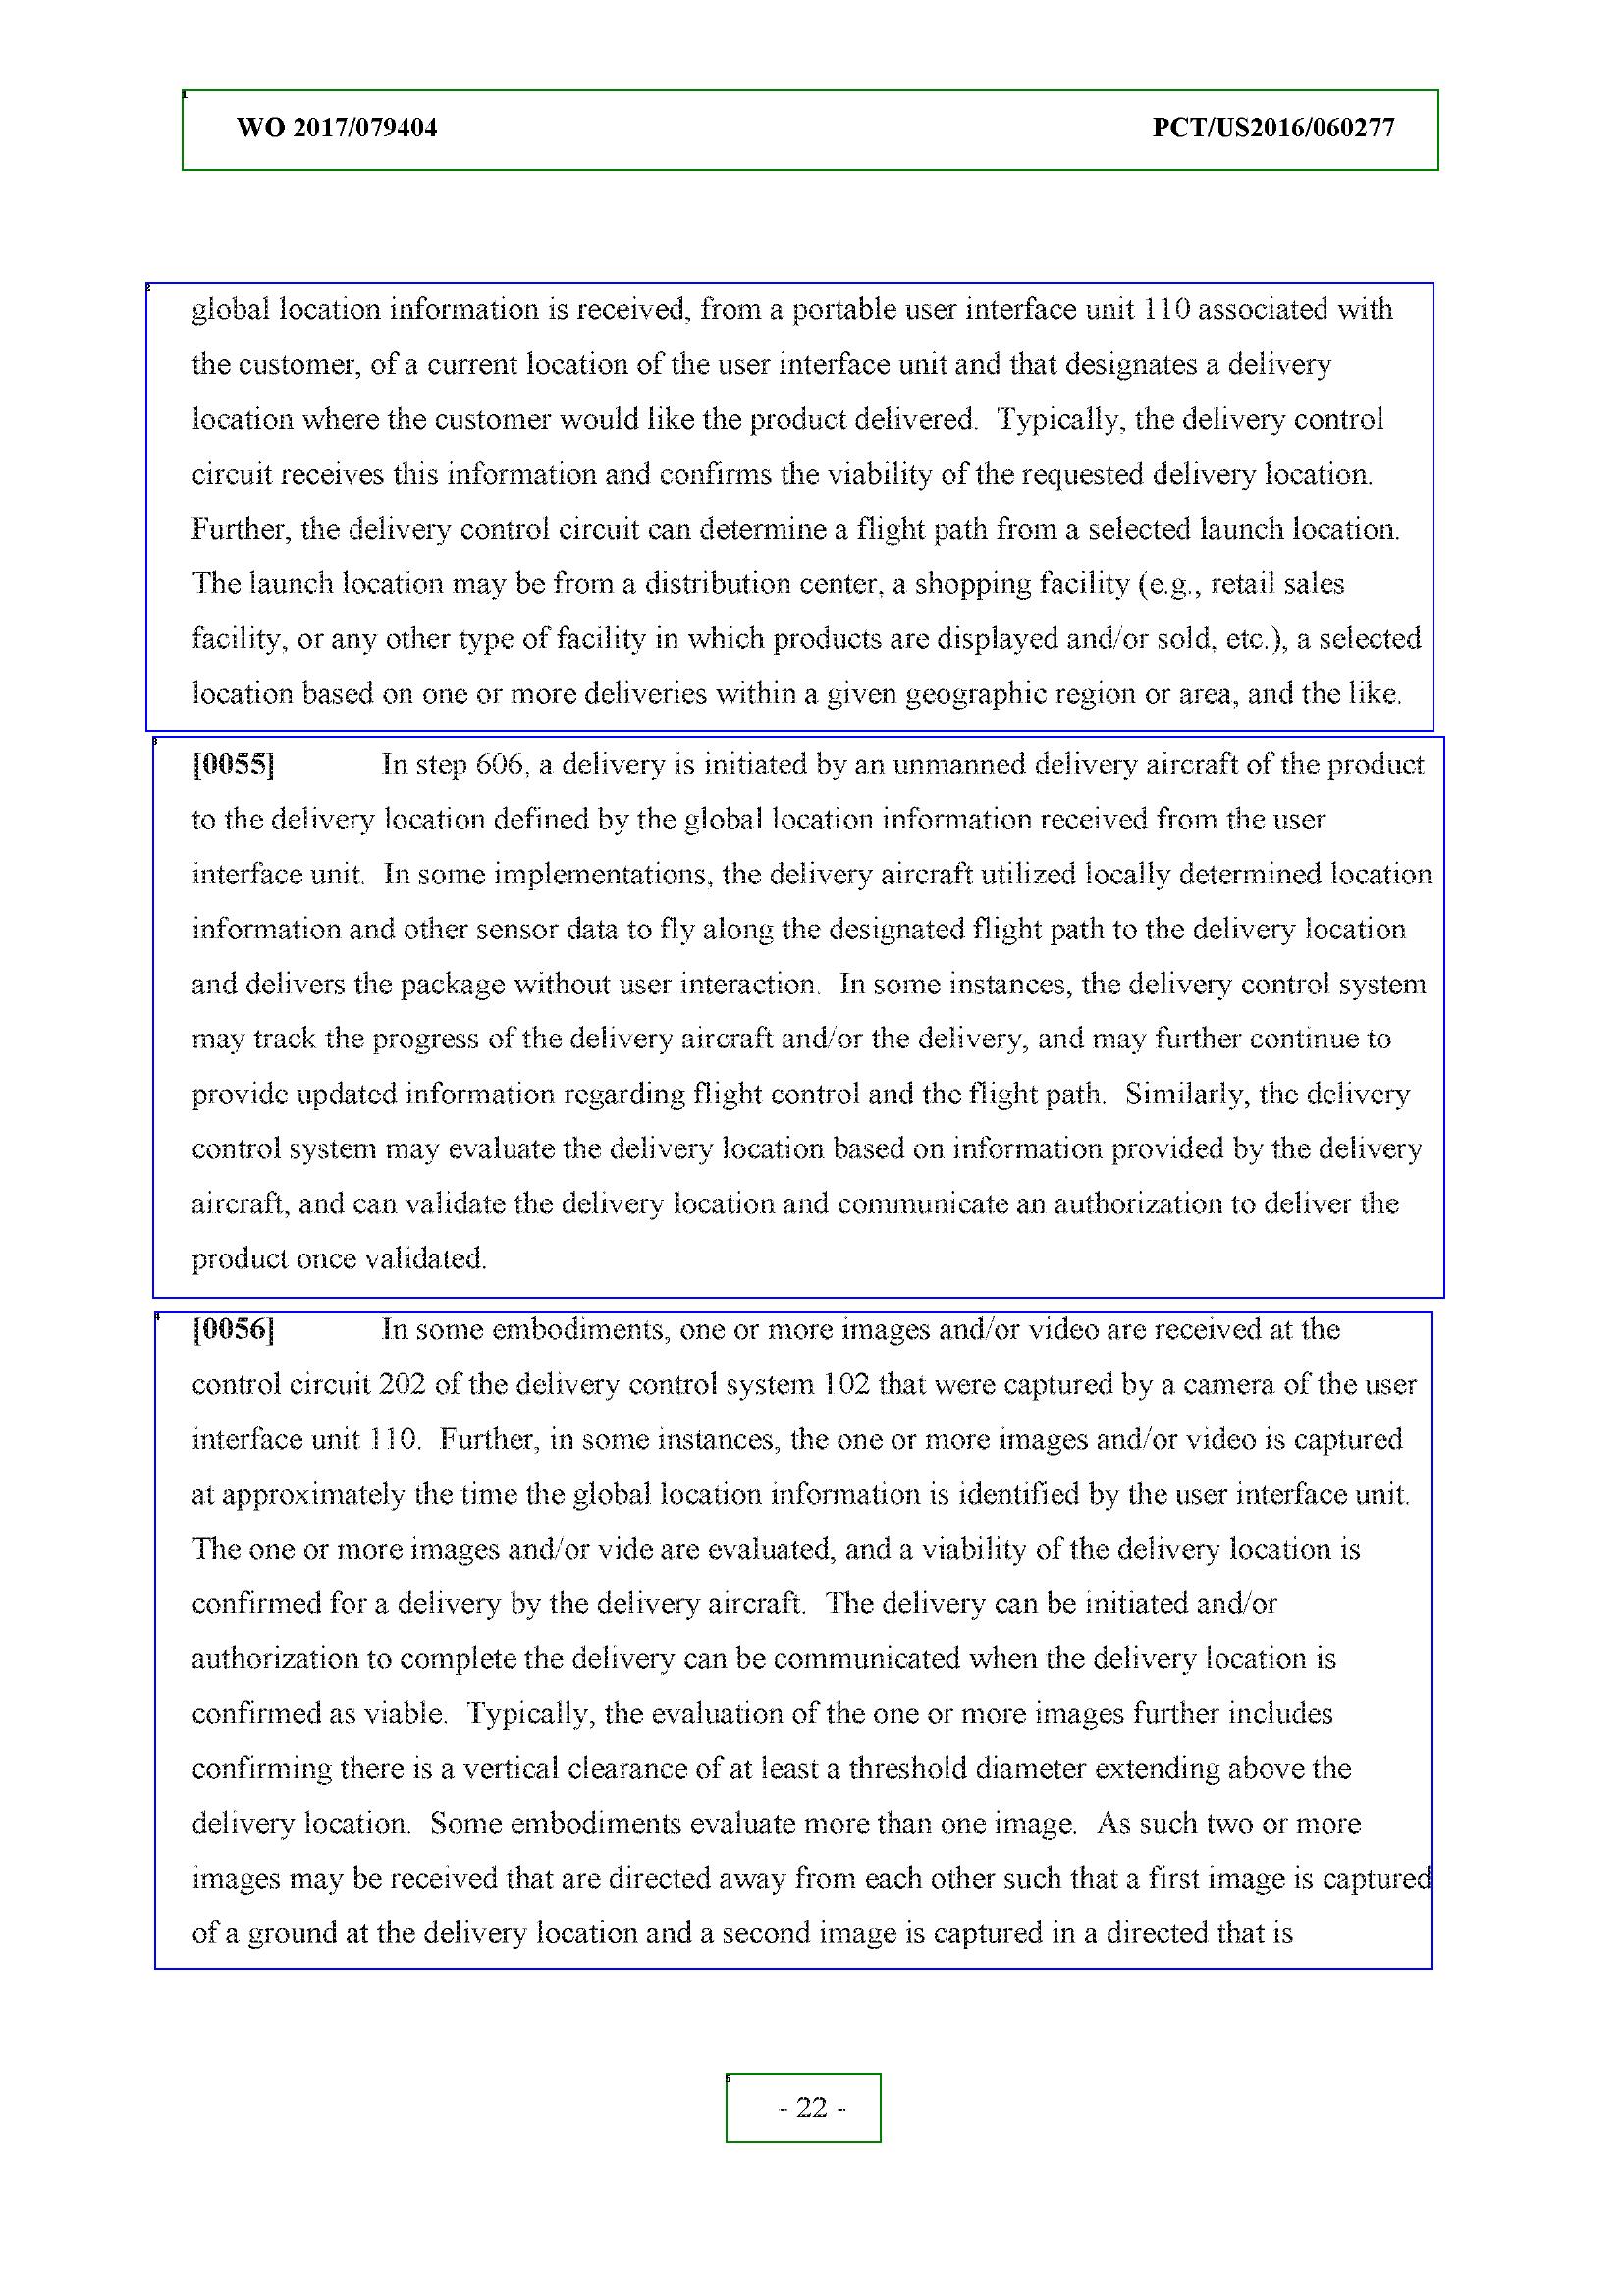 WO 2017/079404 PCT/US2016/060277
global location information is received, from a portable user interface unit 110 associated with
the customer, of a current location of the user interface unit and that designates a delivery
location where the customer would like the product delivered. Typically, the delivery control
circuit receives this information and confirms the viability of the requested delivery location.
Further, the delivery control circuit can determine a flight path from a selected launch location.
The launch location may be from a distribution center, a shopping facility (e.g., retail sales
facility, or any other type of facility in which products are displayed and/or sold, etc.), a selected
location based on one or more deliveries within a given geographic region or area, and the like.
[0055] In step 606, a delivery is initiated by an unmanned delivery aircraft of the product
to the delivery location defined by the global location information received from the user
interface unit. In some implementations, the delivery aircraft utilized locally determined location
information and other sensor data to fly along the designated flight path to the delivery location
and delivers the package without user interaction. In some instances, the delivery control system
may track the progress of the delivery aircraft and/or the delivery, and may further continue to
provide updated information regarding flight control and the flight path. Similarly, the delivery
control system may evaluate the delivery location based on information provided by the delivery
aircraft, and can validate the delivery location and communicate an authorization to deliver the
product once validated.
[0056] In some embodiments, one or more images and/or video are received at the
control circuit 202 of the delivery control system 102 that were captured by a camera of the user
interface unit 110. Further, in some instances, the one or more images and/or video is captured
at approximately the time the global location information is identified by the user interface unit.
The one or more images and/or vide are evaluated, and a viability of the delivery location is
confirmed for a delivery by the delivery aircraft. The delivery can be initiated and/or
authorization to complete the delivery can be communicated when the delivery location is
confirmed as viable. Typically, the evaluation of the one or more images further includes
confirming there is a vertical clearance of at least a threshold diameter extending above the
delivery location. Some embodiments evaluate more than one image. As such two or more
images may be received that are directed away from each other such that a first image is captured
of a ground at the delivery location and a second image is captured in a directed that is
- 22 -